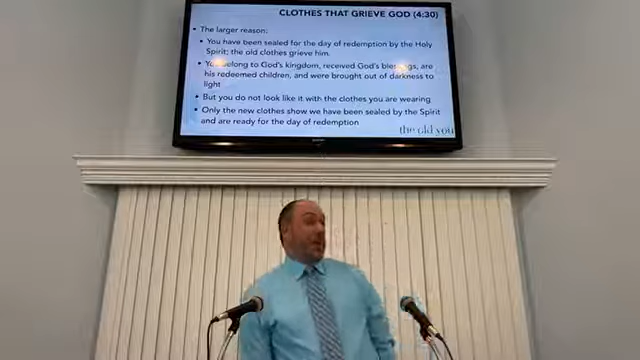 CLOTHES THAT GRIEVE GOD (4:30)
• The larger reason:
• You have been sealed for the day of redemption by the Holy
Spirit; the old clothes grieve him.
• You belong to God's kingdom, received God's blessings, are
his redeemed children, and were brought out of darkness to
light
• But you do not look like it with the clothes you are wearing
• Only the new clothes show we have been sealed by the Spirit
and are ready for the day of redemption
the old you